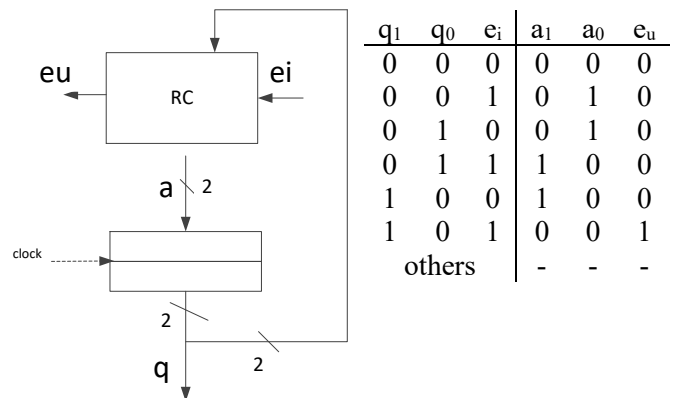 eu
RC
ei
a
2
clock
2
2
q
q₁ q₀ eᵢ a₁ a₀ eᵤ
0 0 0 0 0 0
0 0 1 0 1 0
0 1 0 0 1 0
0 1 1 1 0 0
1 0 0 1 0 0
1 0 1 0 0 1
others - - -